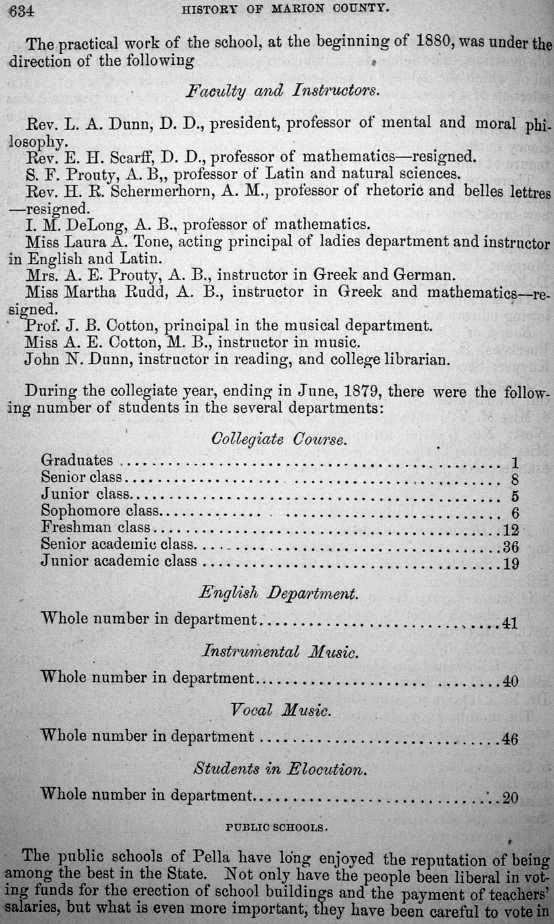 634 HISTORY OF MARION COUNTY.
The practical work of the school, at the beginning of 1880, was under the
direction of the following
Faculty and Instructors.
Rev. L. A. Dunn, D. D., president, professor of mental and moral phi-
losophy.
Rev. E. H. Scarff, D. D., professor of mathematics—resigned.
S. F. Prouty, A. B,, professor of Latin and natural sciences.
Rev. H. R. Schermerhorn, A. M., professor of rhetoric and belles lettres
—resigned.
I. M. DeLong, A. B., professor of mathematics.
Miss Laura A. Tone, acting principal of ladies department and instructor
in English and Latin.
Mrs. A. E. Prouty, A. B., instructor in Greek and German.
Miss Martha Rudd, A. B., instructor in Greek and mathematics—re-
signed.
Prof. J. B. Cotton, principal in the musical department.
Miss A. E. Cotton, M. B., instructor in music.
John N. Dunn, instructor in reading, and college librarian.
During the collegiate year, ending in June, 1879, there were the follow-
ing number of students in the several departments:
Collegiate Course.
Graduates ........ 1
Senior class........ 8
Junior class........ 5
Sophomore class........ 6
Freshman class........12
Senior academic class........36
Junior academic class ........19
English Department.
Whole number in department........41
Instrumental Music.
Whole number in department........40
Vocal Music.
Whole number in department ........46
Students in Elocution.
Whole number in department........20
PUBLIC SCHOOLS.
The public schools of Pella have long enjoyed the reputation of being
among the best in the State. Not only have the people been liberal in vot-
ing funds for the erection of school buildings and the payment of teachers'
salaries, but what is even more important, they have been careful to vote in